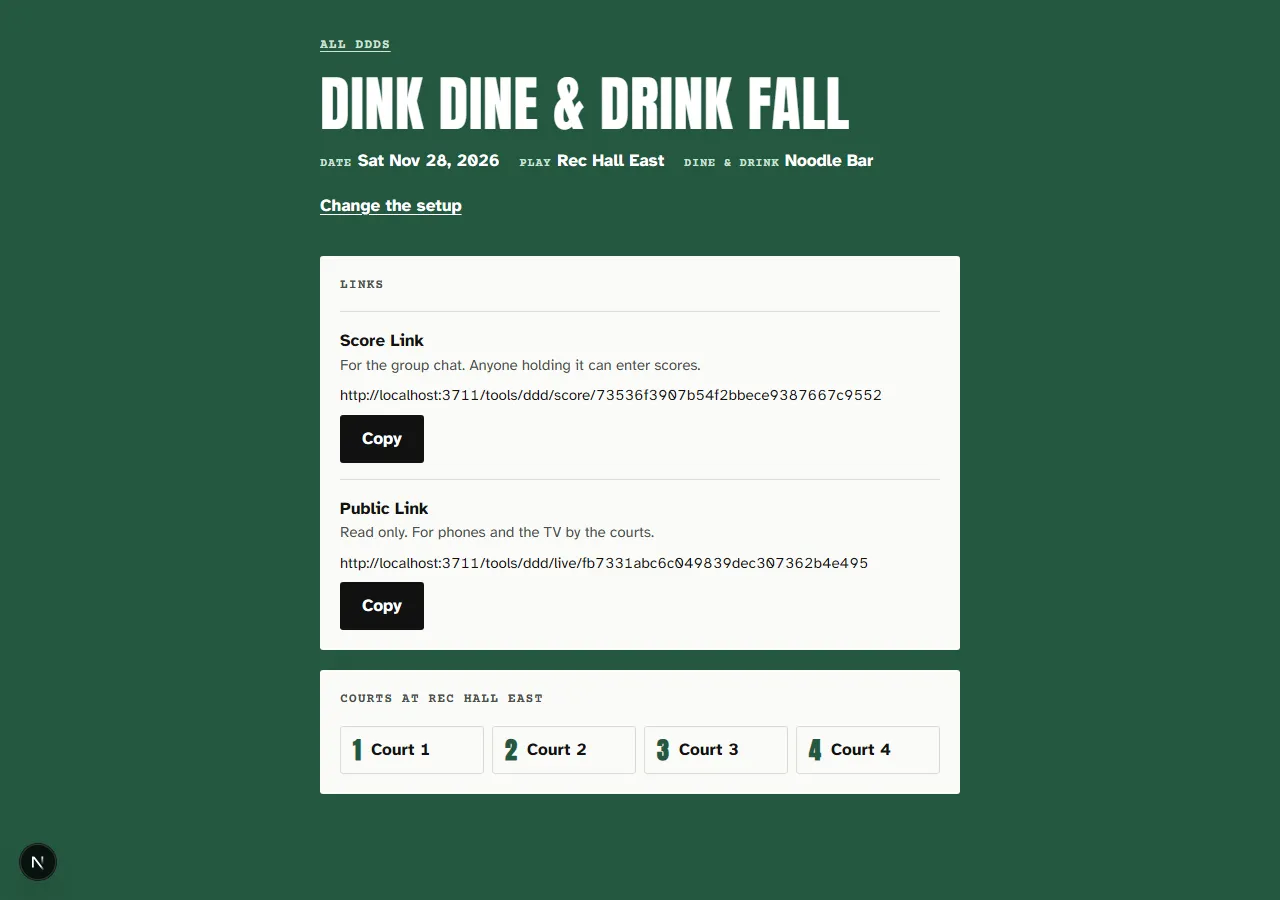 ALL DDDS
DINK DINE & DRINK FALL
DATE Sat Nov 28, 2026 PLAY Rec Hall East DINE & DRINK Noodle Bar
Change the setup
LINKS
Score Link
For the group chat. Anyone holding it can enter scores.
http://localhost:3711/tools/ddd/score/73536f3907b54f2bbece9387667c9552
Copy
Public Link
Read only. For phones and the TV by the courts.
http://localhost:3711/tools/ddd/live/fb7331abc6c049839dec307362b4e495
Copy
COURTS AT REC HALL EAST
1 Court 1 2 Court 2 3 Court 3 4 Court 4
N